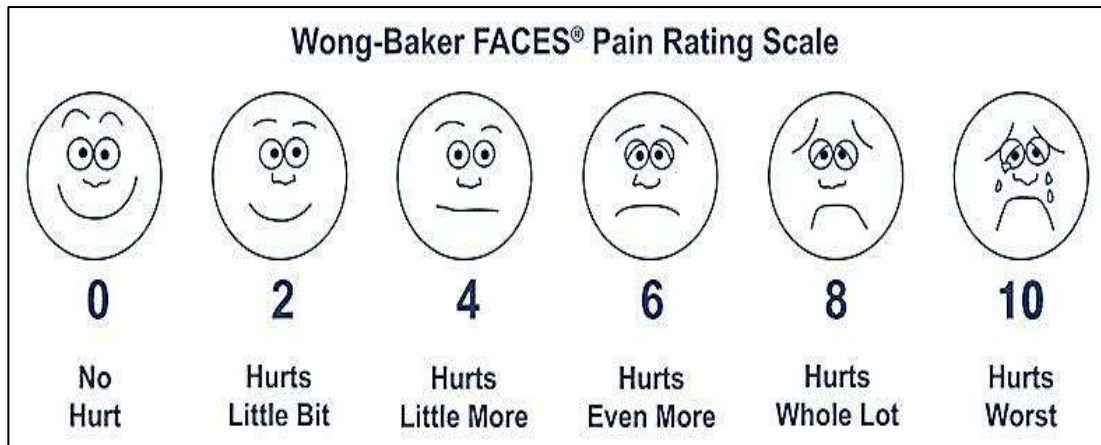 Wong-Baker FACES® Pain Rating Scale
0 2 4 6 8 10
No Hurts Hurts Hurts Hurts Hurts
Hurt Little Bit Little More Even More Whole Lot Worst